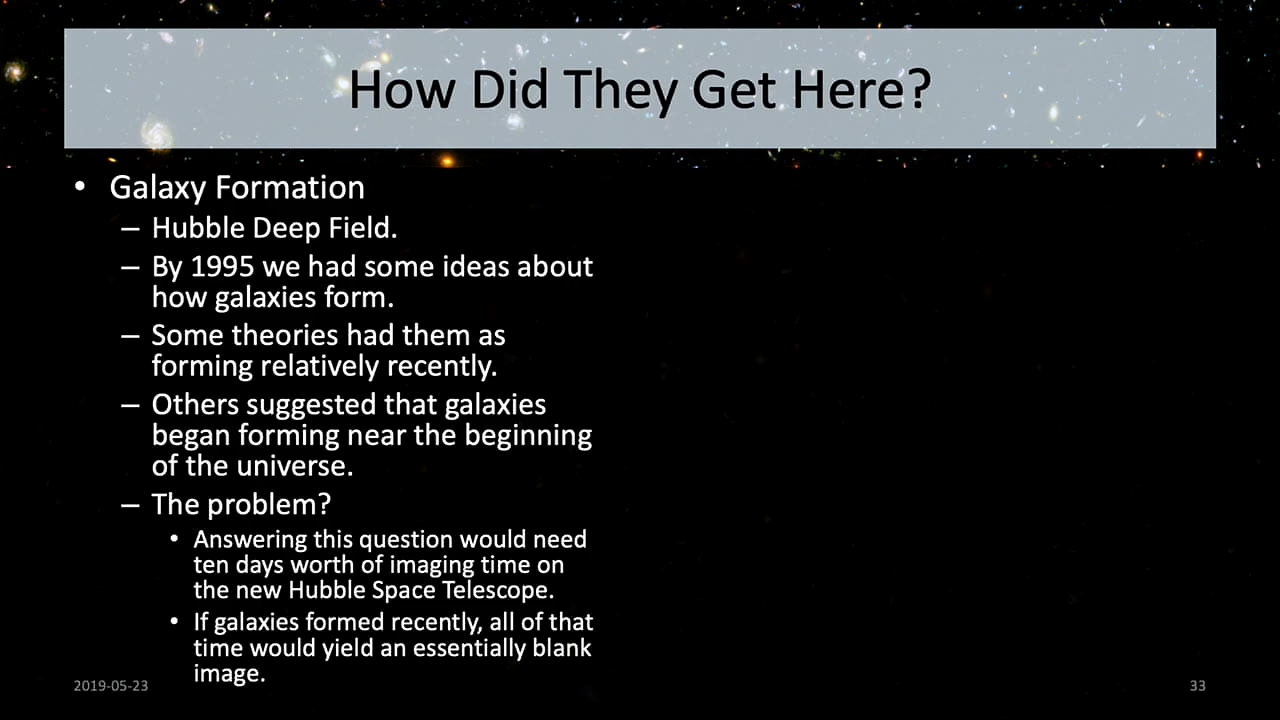 How Did They Get Here?
• Galaxy Formation
– Hubble Deep Field.
– By 1995 we had some ideas about
how galaxies form.
– Some theories had them as
forming relatively recently.
– Others suggested that galaxies
began forming near the beginning
of the universe.
– The problem?
• Answering this question would need
ten days worth of imaging time on
the new Hubble Space Telescope.
• If galaxies formed recently, all of that
time would yield an essentially blank
image.
2019-05-23
33